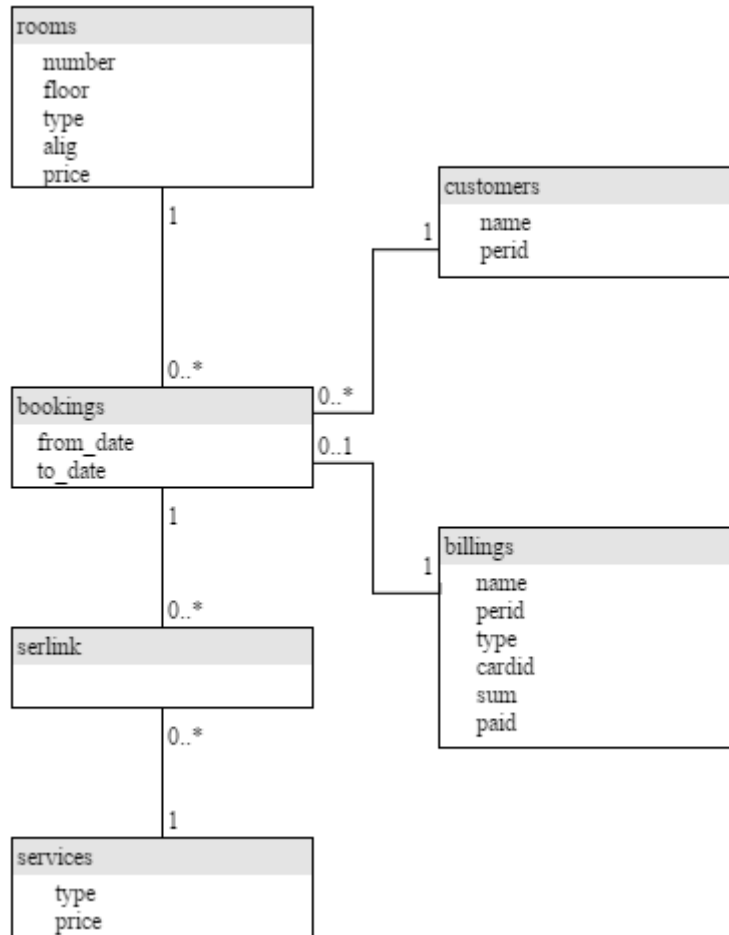 rooms
number
floor
type
alig
price
1
0..*
customers
name
perid
1
0..*
bookings
from_date
to_date
0..1
1
0..*
billings
name
perid
type
cardid
sum
paid
1
serlink
0..*
1
services
type
price